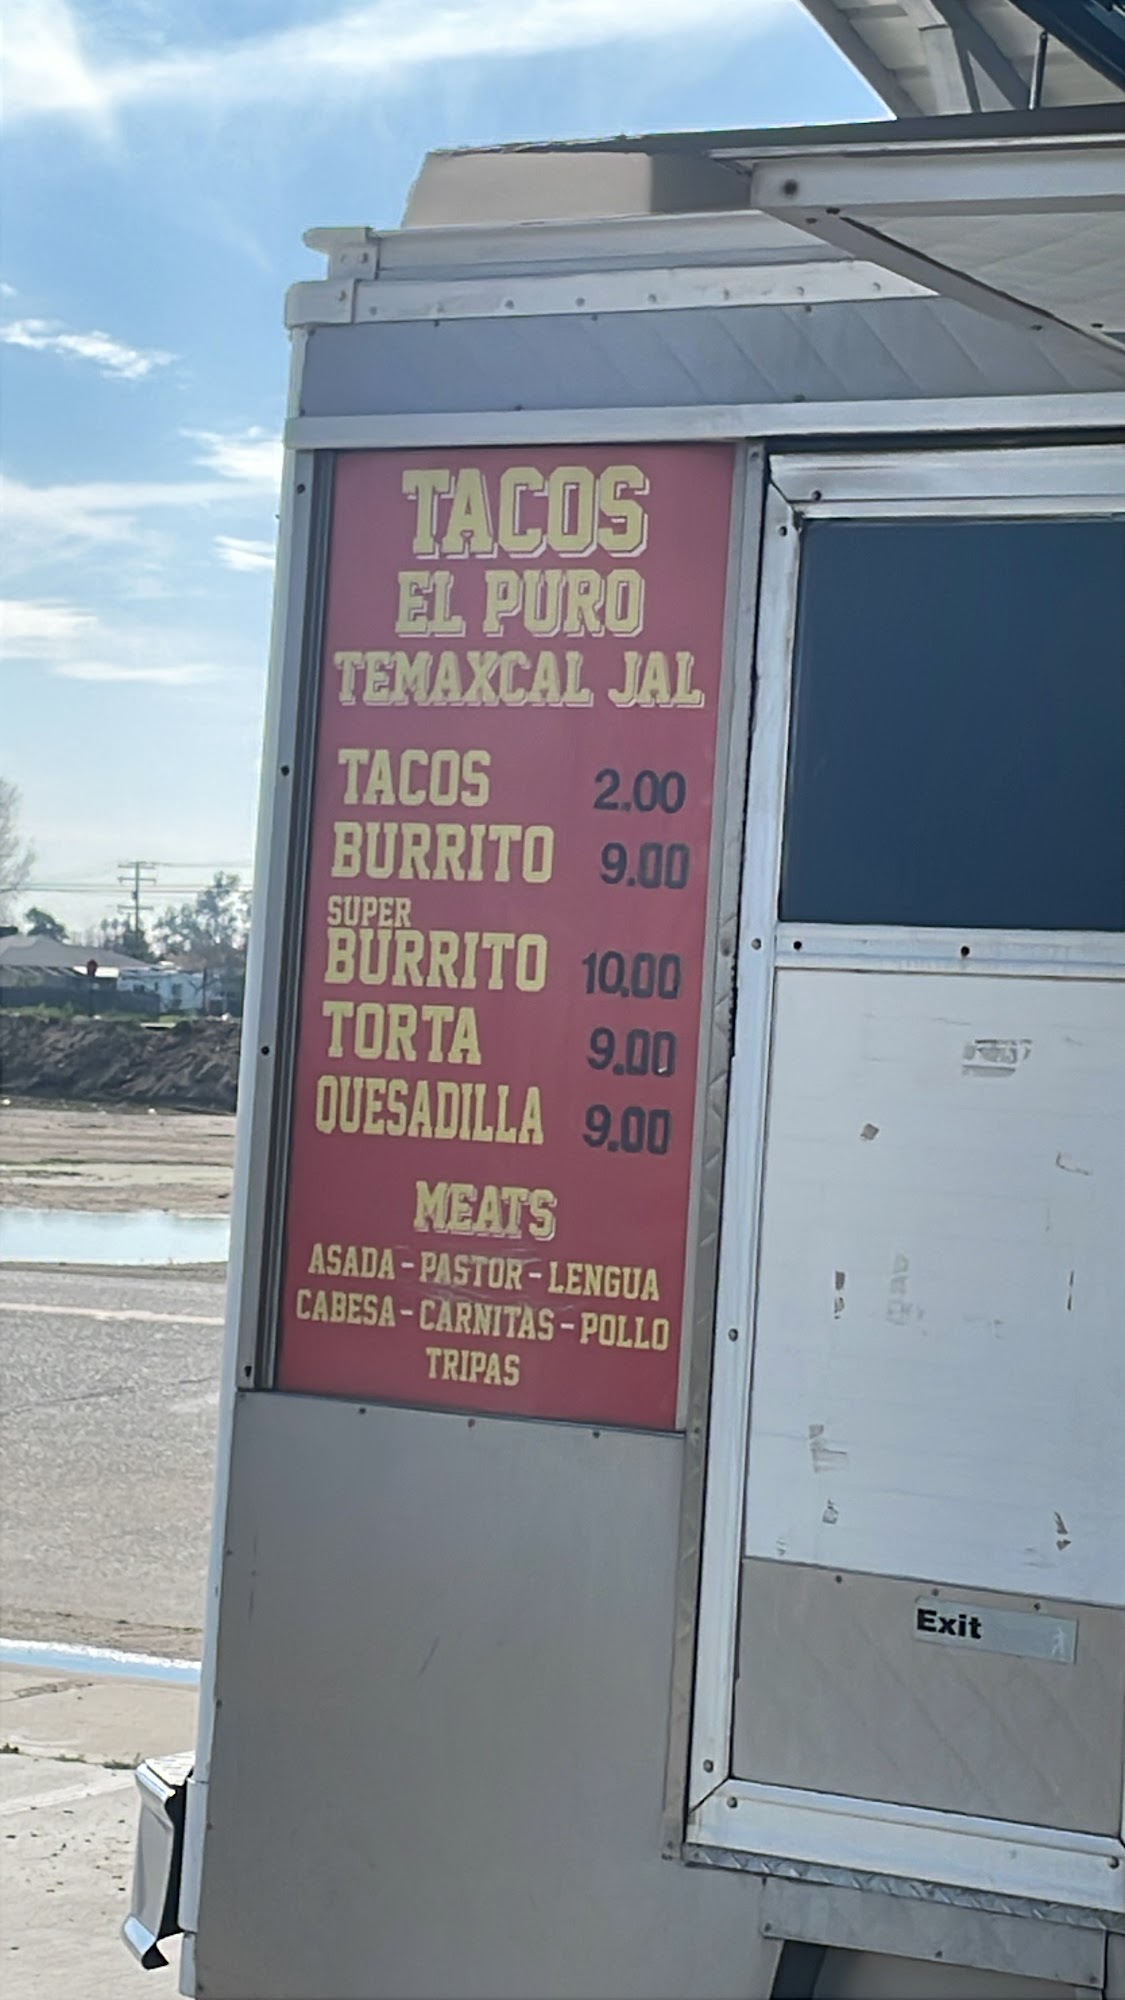 TACOS
EL PURO
TEMAXCAL JAL
TACOS 2.00
BURRITO 9.00
SUPER
BURRITO 10.00
TORTA 9.00
QUESADILLA 9.00
MEATS
ASADA - PASTOR - LENGUA
CABESA - CARNITAS - POLLO
TRIPAS
Exit